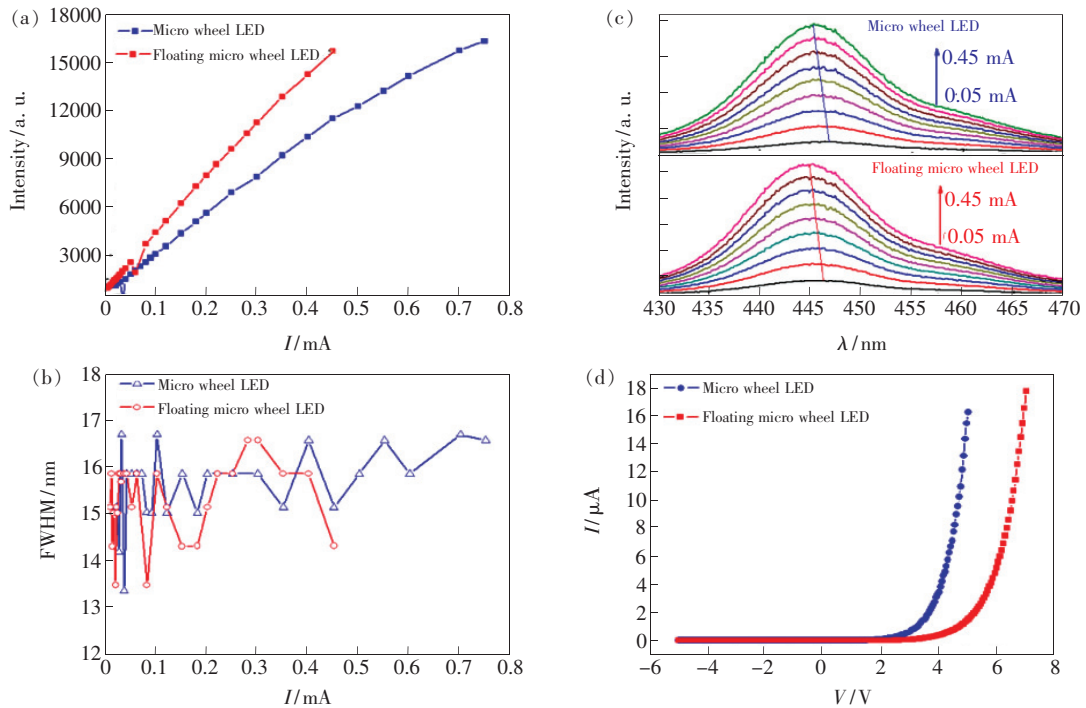 (a)
18000
15000
12000
9000
6000
3000
Intensity/a. u.
Micro wheel LED
Floating micro wheel LED
0 0.1 0.2 0.3 0.4 0.5 0.6 0.7 0.8
I/mA
(c)
Intensity/a. u.
Micro wheel LED
0.45 mA
0.05 mA
Floating micro wheel LED
0.45 mA
0.05 mA
430 435 440 445 450 455 460 465 470
λ/nm
(b)
18
17
16
15
14
13
12
FWHM/nm
Micro wheel LED
Floating micro wheel LED
0 0.1 0.2 0.3 0.4 0.5 0.6 0.7 0.8
I/mA
(d)
18
16
14
12
10
8
6
4
2
0
I/μA
Micro wheel LED
Floating micro wheel LED
−6 −4 −2 0 2 4 6 8
V/V